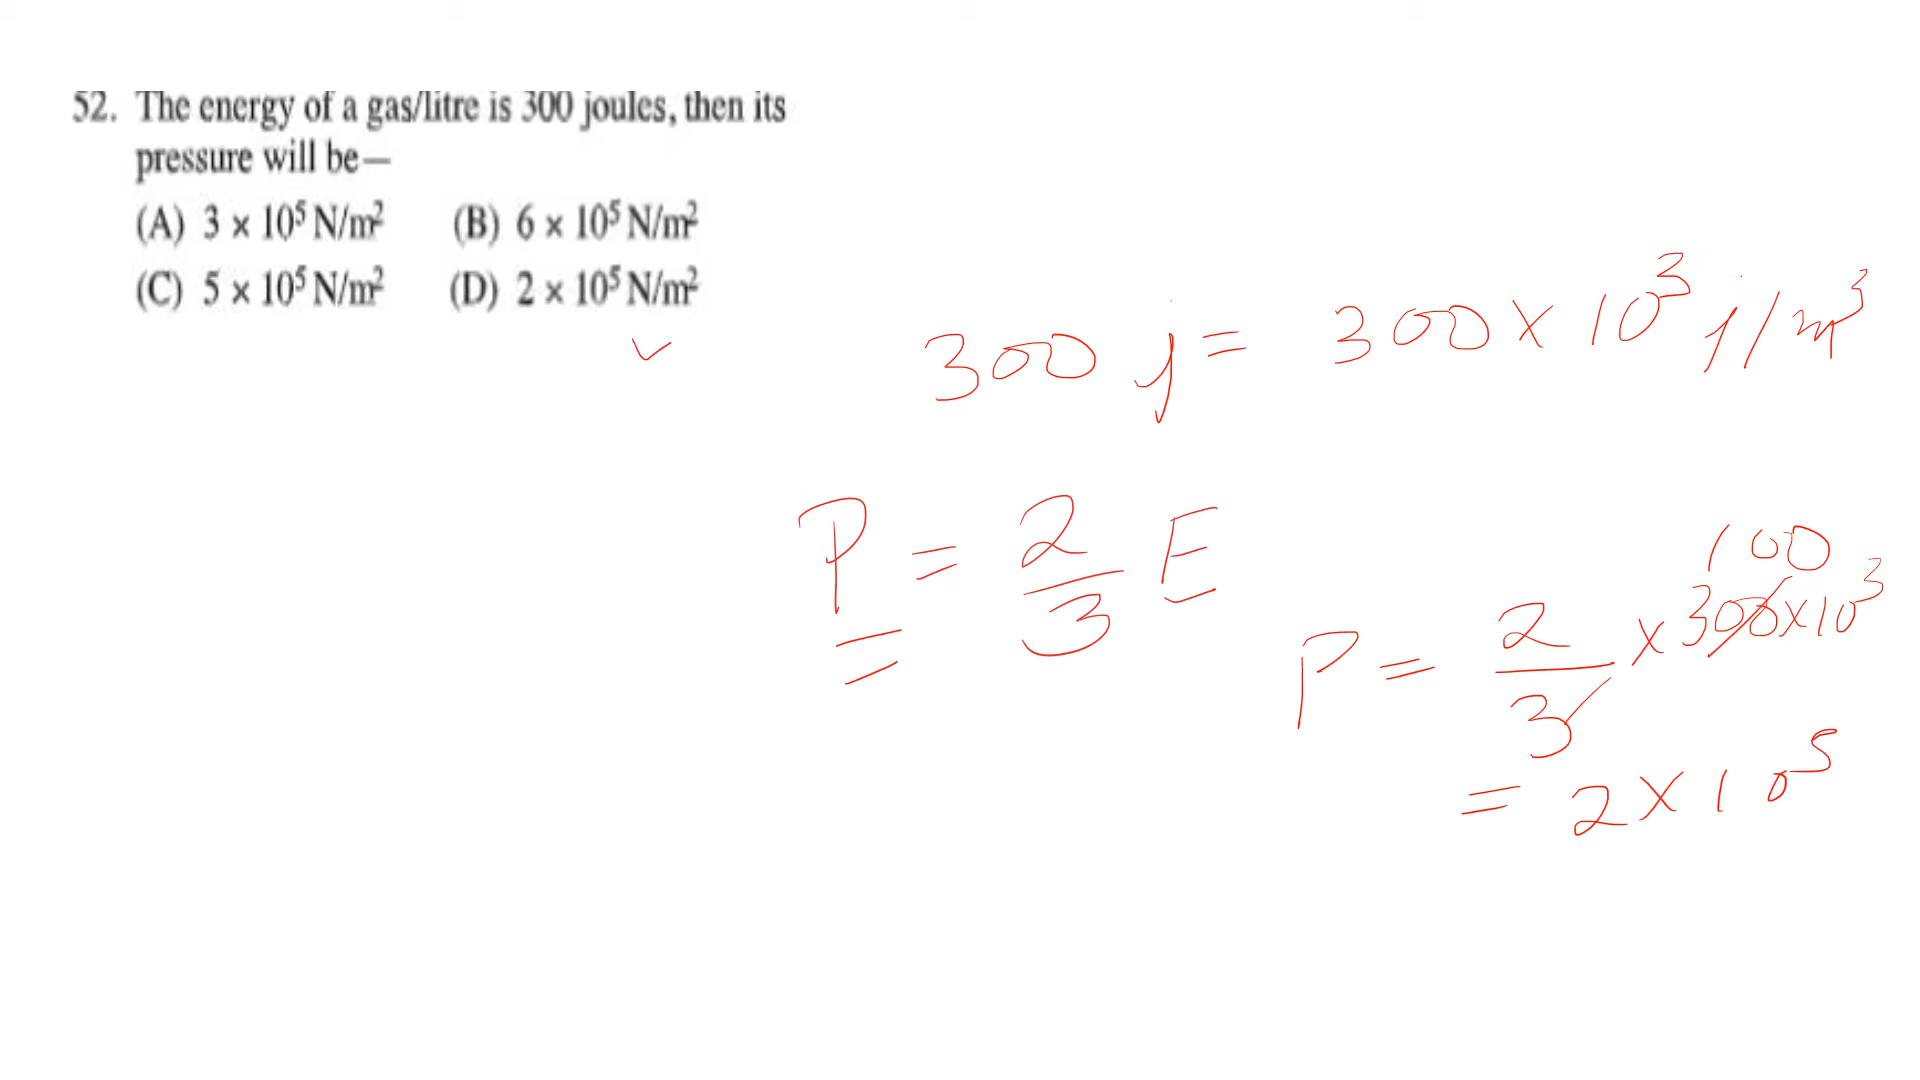 52. The energy of a gas/litre is 300 joules, then its
pressure will be—
(A) 3 × 10⁵ N/m² (B) 6 × 10⁵ N/m²
(C) 5 × 10⁵ N/m² (D) 2 × 10⁵ N/m²
300 j = 300 × 10³ j/m³
P = 2/3 E
100
P = 2/3 × 300 × 10³
= 2 × 10⁵